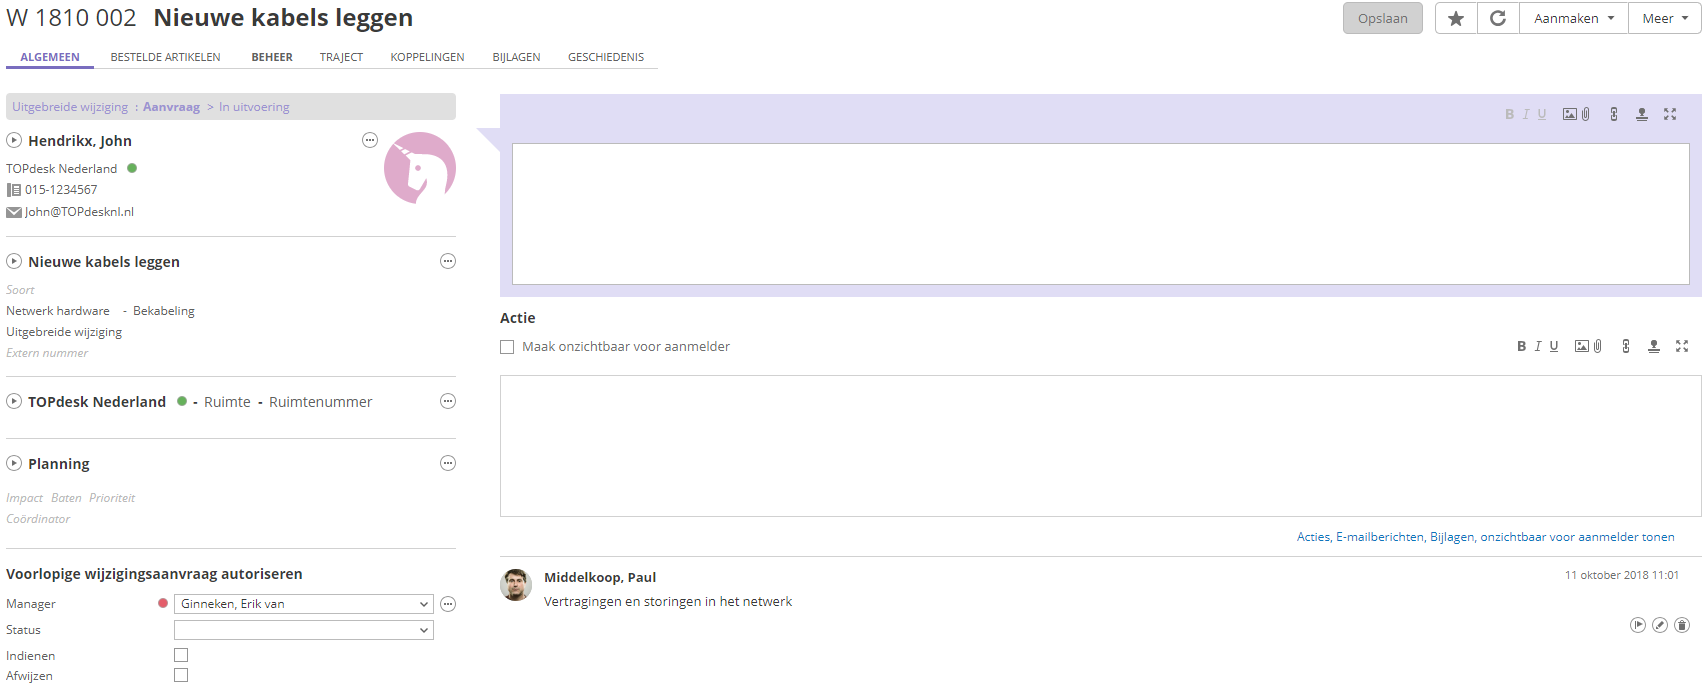 W 1810 002 Nieuwe kabels leggen
Opslaan
Aanmaken
Meer
ALGEMEEN BESTELDE ARTIKELEN BEHEER TRAJECT KOPPELINGEN BIJLAGEN GESCHIEDENIS
Uitgebreide wijziging : Aanvraag > In uitvoering
Hendrikx, John
TOPdesk Nederland
015-1234567
John@TOPdesknl.nl
Nieuwe kabels leggen
Soort
Netwerk hardware - Bekabeling
Uitgebreide wijziging
Extern nummer
TOPdesk Nederland - Ruimte - Ruimtenummer
Planning
Impact Baten Prioriteit
Coördinator
Voorlopige wijzigingsaanvraag autoriseren
Manager Ginneken, Erik van
Status
Indienen
Afwijzen
B I U
Actie
Maak onzichtbaar voor aanmelder
B I U
Acties, E-mailberichten, Bijlagen, onzichtbaar voor aanmelder tonen
Middelkoop, Paul
11 oktober 2018 11:01
Vertragingen en storingen in het netwerk